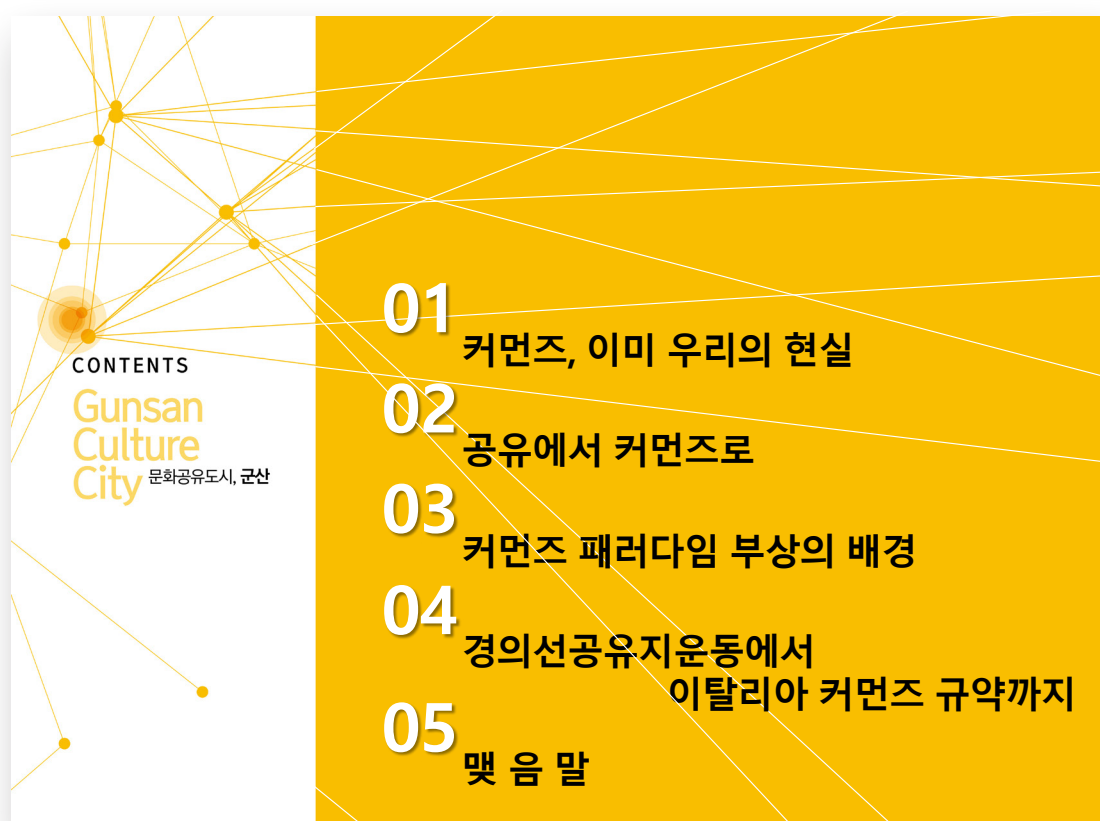 CONTENTS
Gunsan
Culture
City 문화공유도시, 군산
01
커먼즈, 이미 우리의 현실
02
공유에서 커먼즈로
03
커먼즈 패러다임 부상의 배경
04
경의선공유지운동에서
이탈리아 커먼즈 규약까지
05
맺 음 말